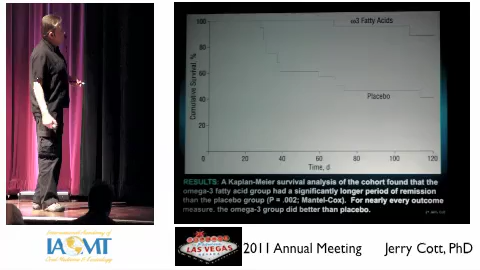 ω3 Fatty Acids
Placebo
Cumulative Survival, %
100
80
60
40
20
0
20
40
60
80
100
120
Time, d
RESULTS: A Kaplan-Meier survival analysis of the cohort found that the
omega-3 fatty acid group had a significantly longer period of remission
than the placebo group (P = .002; Mantel-Cox). For nearly every outcome
measure, the omega-3 group did better than placebo.
International Academy of
IAOMT
Oral Medicine & Toxicology
LAS VEGAS
2011 Annual Meeting
Jerry Cott, PhD